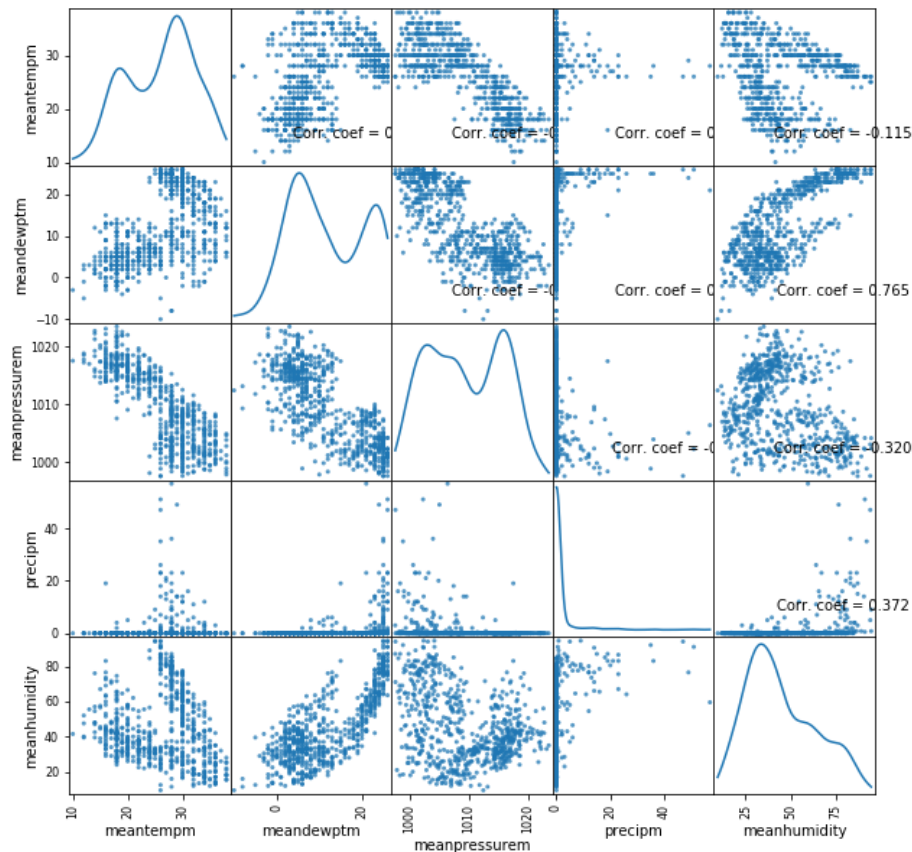 meantempm
30
20
10
Corr. coef = 0
Corr. coef = -0
Corr. coef = 0
Corr. coef = -0.115
meandewptm
20
10
0
−10
Corr. coef = -0
Corr. coef = 0
Corr. coef = 0.765
meanpressurem
1020
1010
1000
Corr. coef = -0
Corr. coef = -0.320
precipm
40
20
0
Corr. coef = 0.372
meanhumidity
80
60
40
20
10
20
30
0
20
1000
1010
1020
0
20
40
25
50
75
meantempm
meandewptm
meanpressurem
precipm
meanhumidity